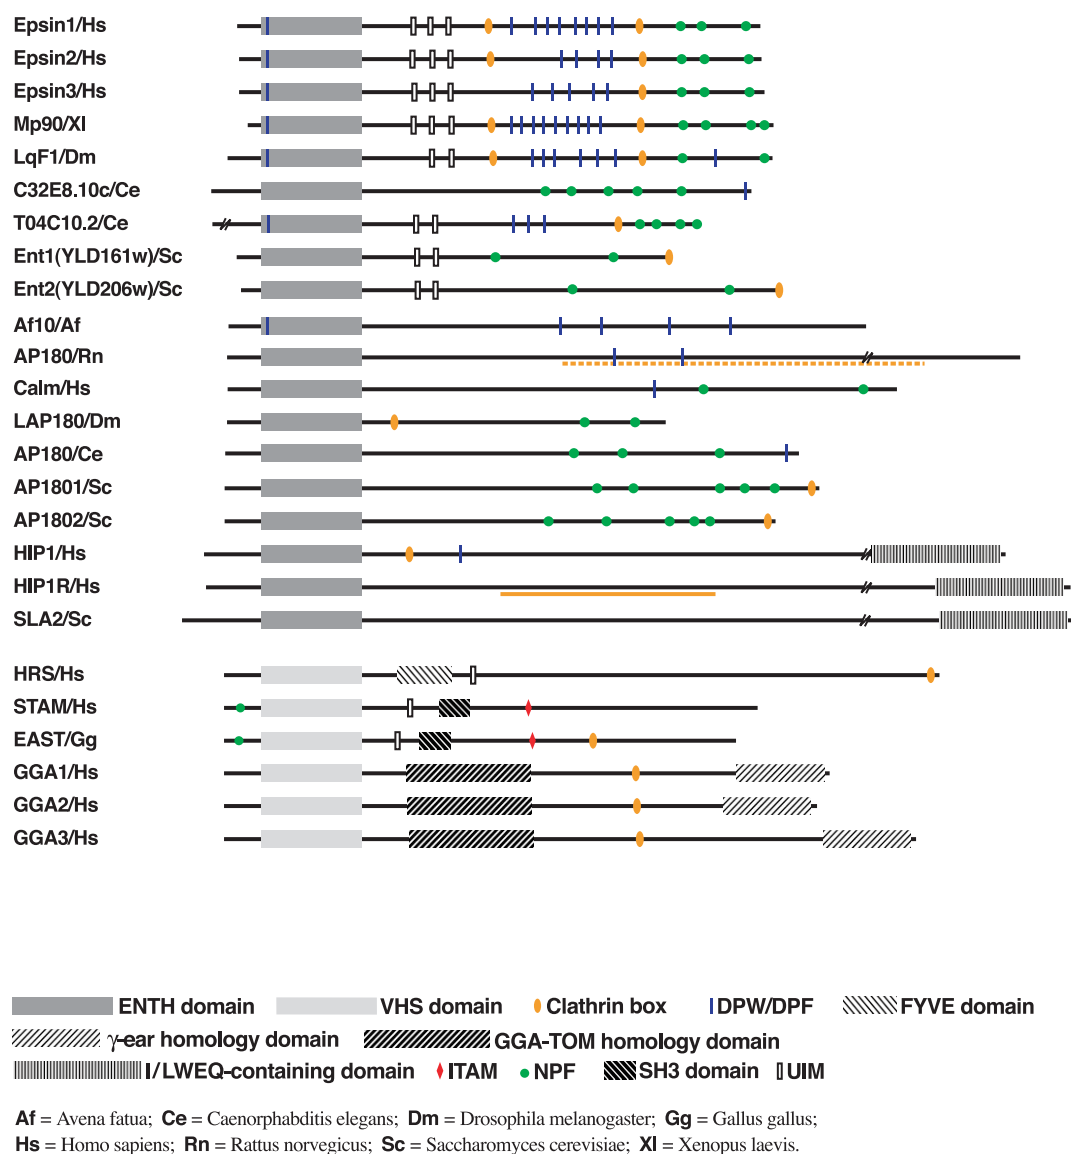 Epsin1/Hs
Epsin2/Hs
Epsin3/Hs
Mp90/Xl
LqF1/Dm
C32E8.10c/Ce
T04C10.2/Ce
Ent1(YLD161w)/Sc
Ent2(YLD206w)/Sc
Af10/Af
AP180/Rn
Calm/Hs
LAP180/Dm
AP180/Ce
AP1801/Sc
AP1802/Sc
HIP1/Hs
HIP1R/Hs
SLA2/Sc
HRS/Hs
STAM/Hs
EAST/Gg
GGA1/Hs
GGA2/Hs
GGA3/Hs
ENTH domain VHS domain Clathrin box DPW/DPF FYVE domain
γ-ear homology domain GGA-TOM homology domain
I/LWEQ-containing domain ITAM NPF SH3 domain UIM
Af = Avena fatua; Ce = Caenorphabditis elegans; Dm = Drosophila melanogaster; Gg = Gallus gallus;
Hs = Homo sapiens; Rn = Rattus norvegicus; Sc = Saccharomyces cerevisiae; Xl = Xenopus laevis.